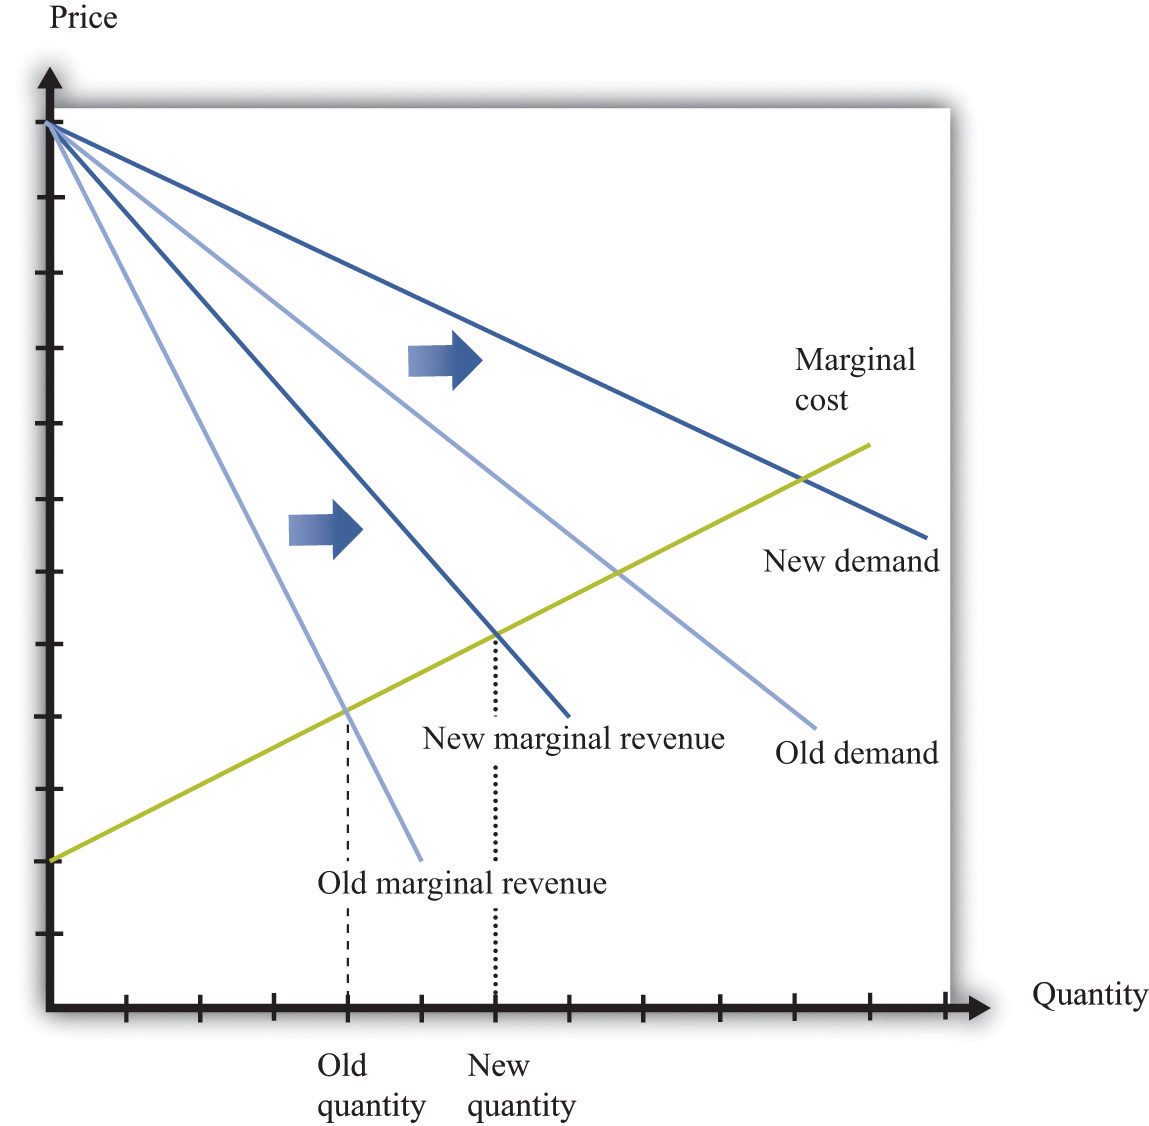 Price
Marginal
cost
New demand
New marginal revenue
Old demand
Old marginal revenue
Quantity
Old
quantity
New
quantity